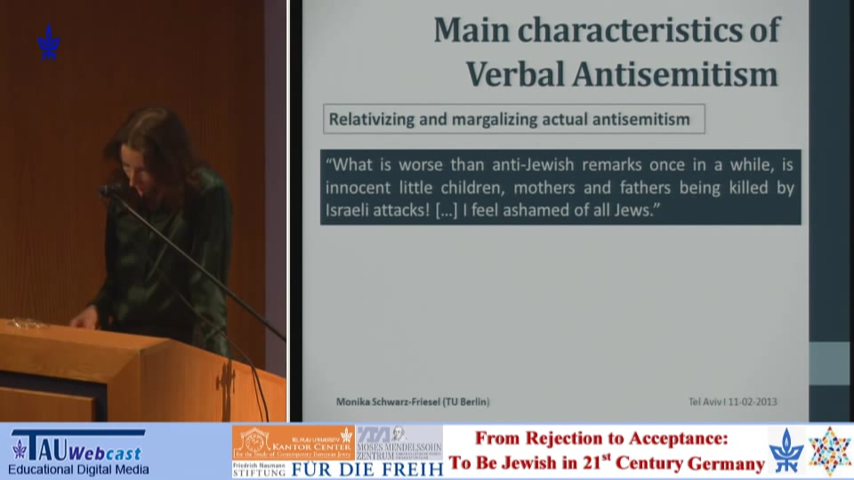 Main characteristics of
Verbal Antisemitism
Relativizing and margalizing actual antisemitism
“What is worse than anti-Jewish remarks once in a while, is
innocent little children, mothers and fathers being killed by
Israeli attacks! [...] I feel ashamed of all Jews.”
Monika Schwarz-Friesel (TU Berlin)
Tel Aviv I 11-02-2013
TAU Webcast
Educational Digital Media
KANTOR CENTER
MOSES MENDELSSOHN
ZENTRUM
Friedrich Naumann
STIFTUNG FÜR DIE FREIH
From Rejection to Acceptance:
To Be Jewish in 21st Century Germany